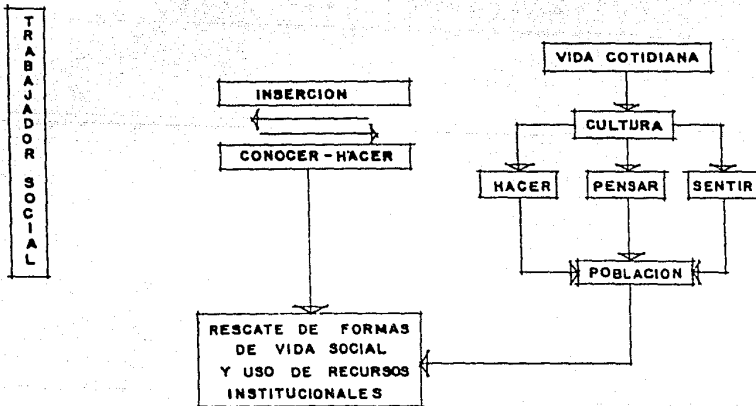 TRABAJADOR SOCIAL
INSERCION
CONOCER-HACER
VIDA COTIDIANA
CULTURA
HACER
PENSAR
SENTIR
POBLACION
RESCATE DE FORMAS
DE VIDA SOCIAL
Y USO DE RECURSOS
INSTITUCIONALES